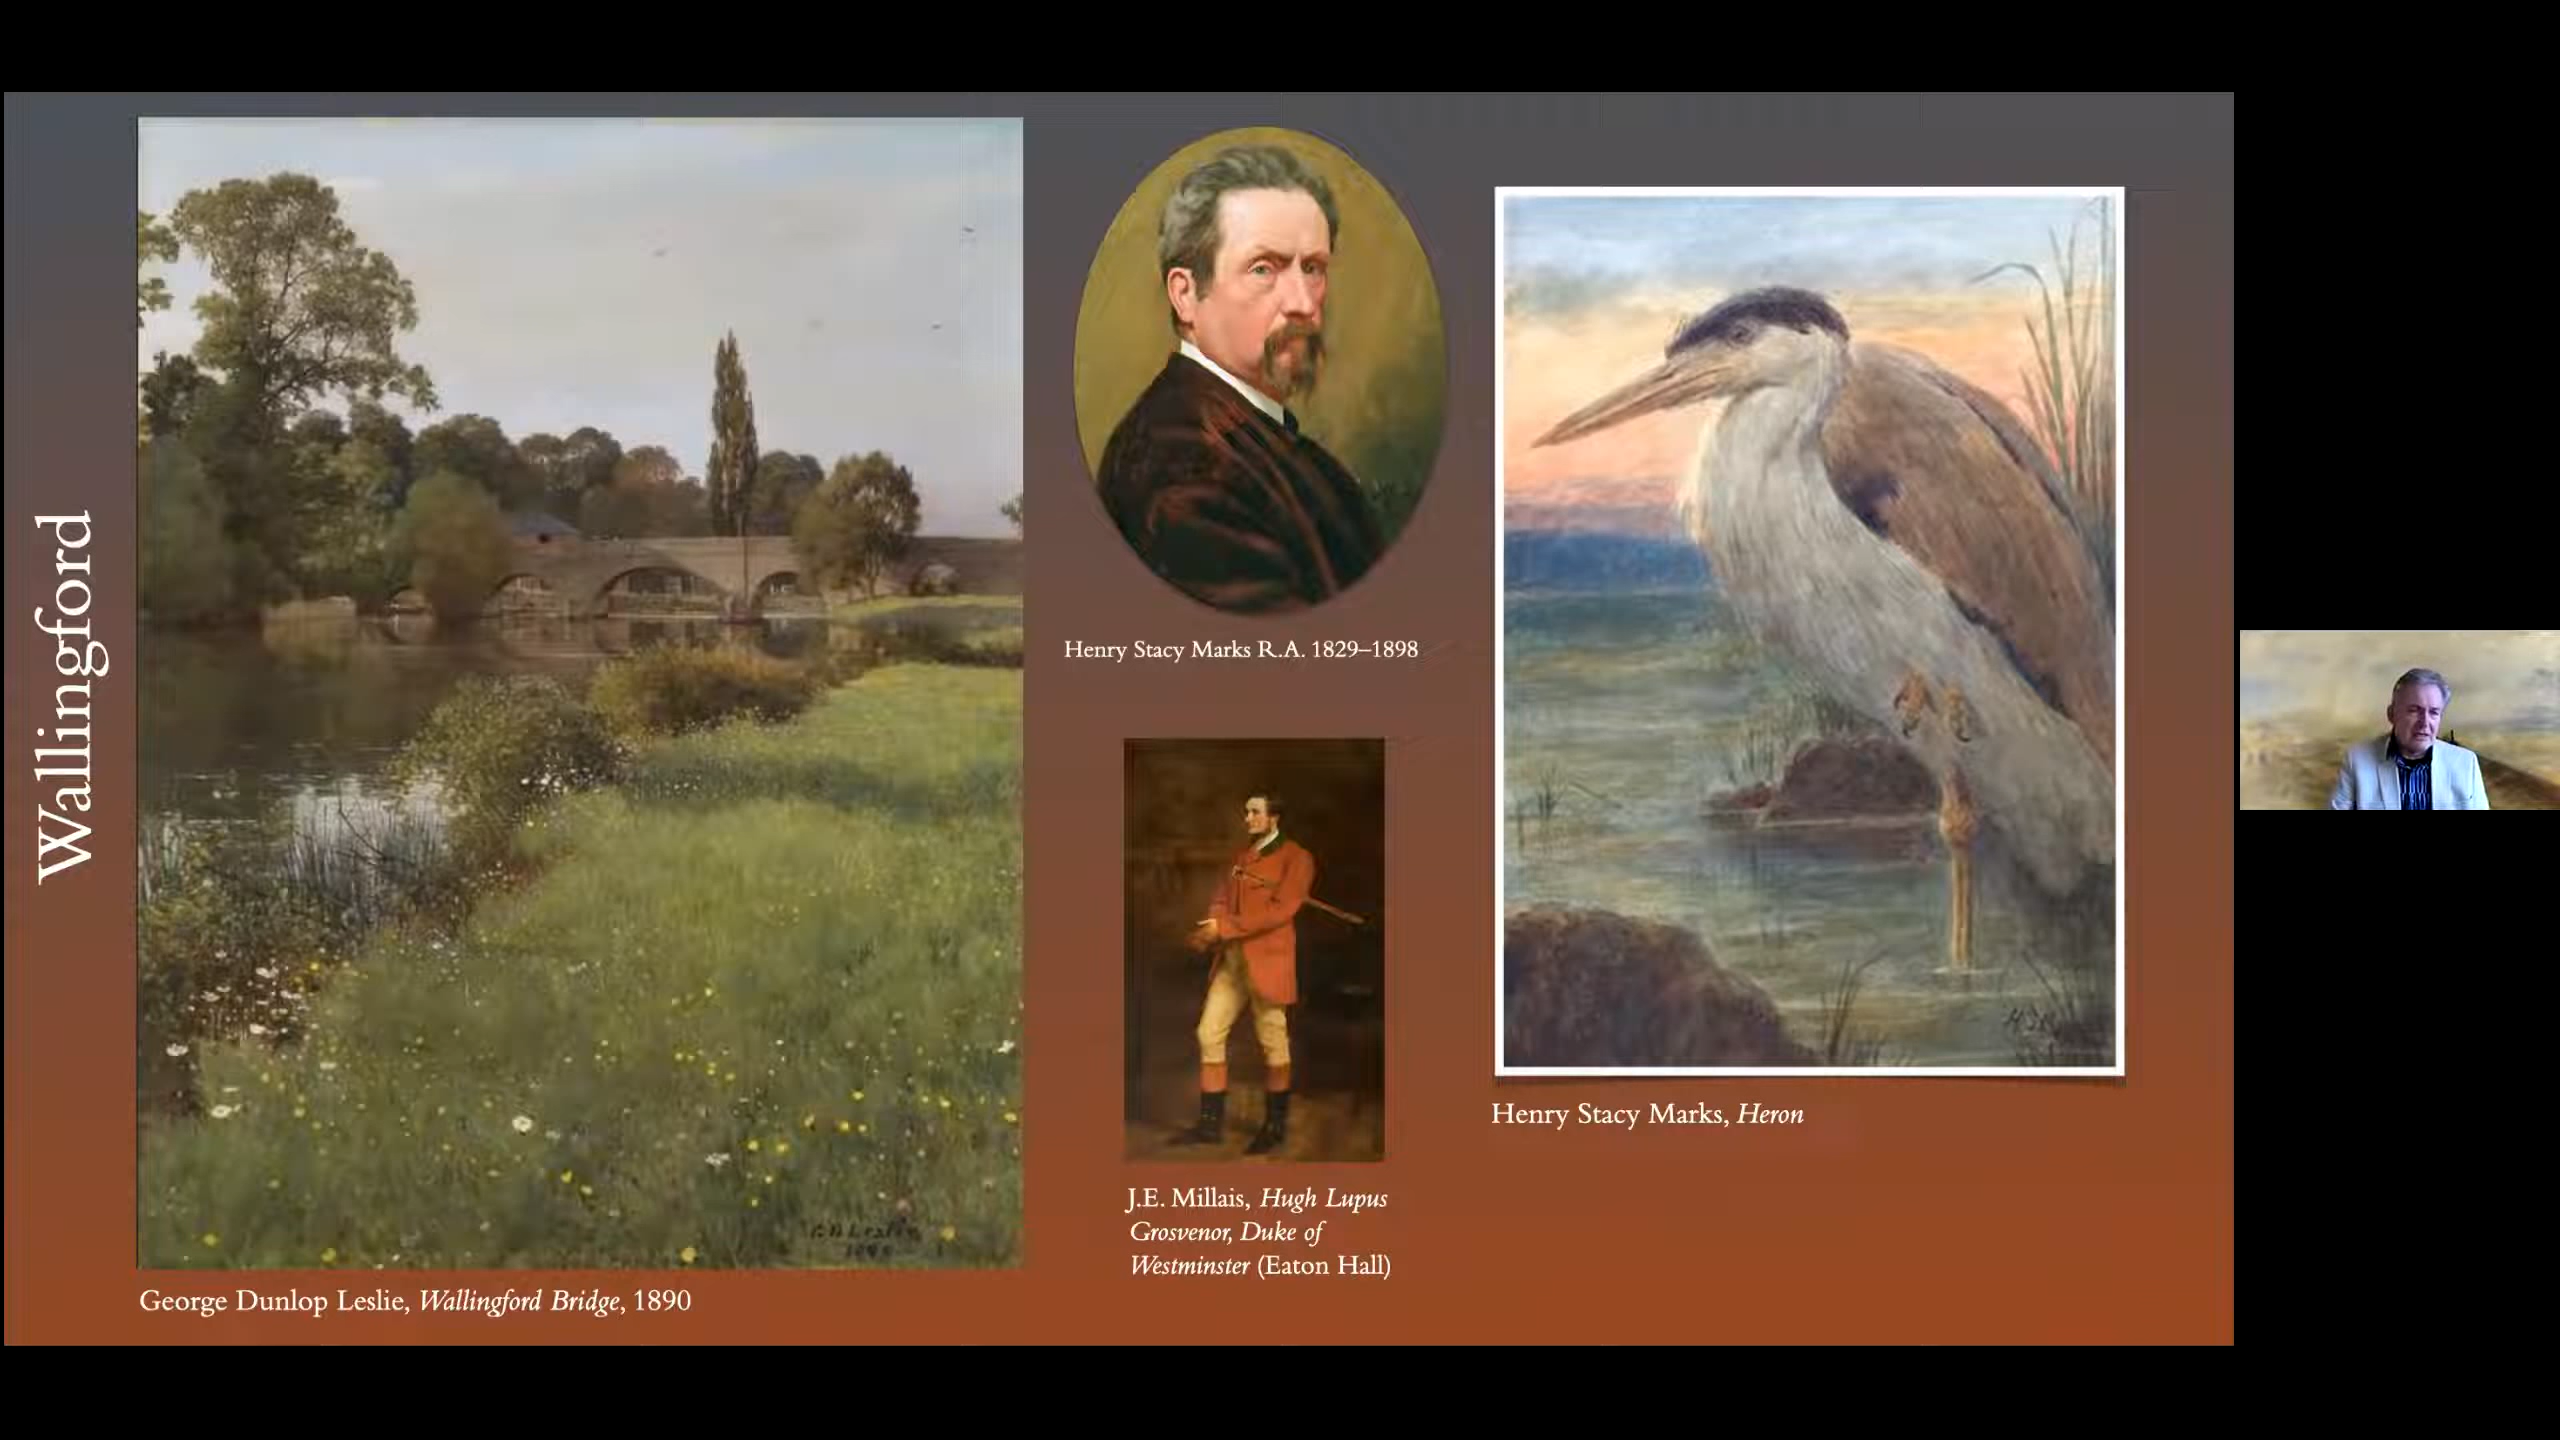 Wallingford
G D Leslie
George Dunlop Leslie, Wallingford Bridge, 1890
Henry Stacy Marks R.A. 1829–1898
J.E. Millais, Hugh Lupus
Grosvenor, Duke of
Westminster (Eaton Hall)
Henry Stacy Marks, Heron